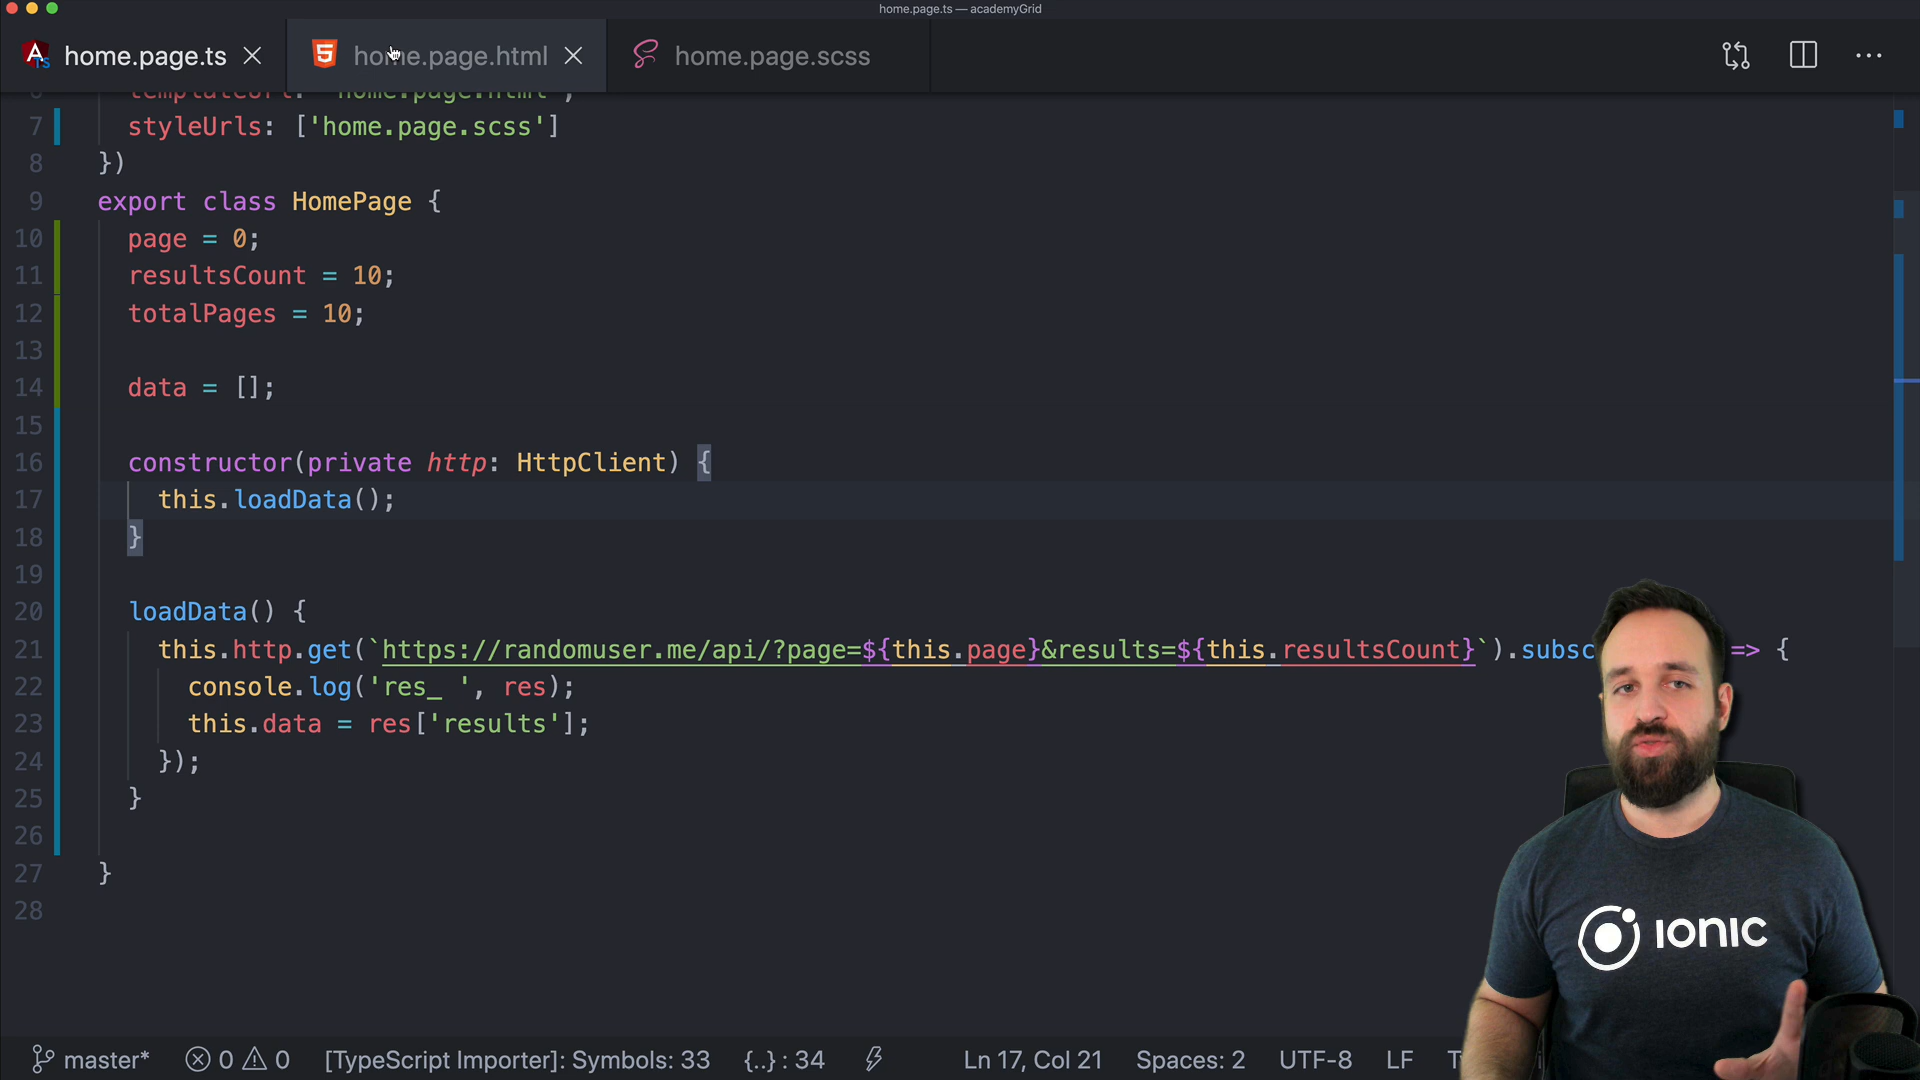 home.page.ts — academyGrid
home.page.ts
home.page.html
home.page.scss
7 styleUrls: ['home.page.scss']
8 })
9 export class HomePage {
10 page = 0;
11 resultsCount = 10;
12 totalPages = 10;
13
14 data = [];
15
16 constructor(private http: HttpClient) {
17 this.loadData();
18 }
19
20 loadData() {
21 this.http.get(`https://randomuser.me/api/?page=${this.page}&results=${this.resultsCount}`).subsc => {
22 console.log('res_ ', res);
23 this.data = res['results'];
24 });
25 }
26
27 }
28
IONIC
master* 0 0 [TypeScript Importer]: Symbols: 33 {..} : 34 Ln 17, Col 21 Spaces: 2 UTF-8 LF